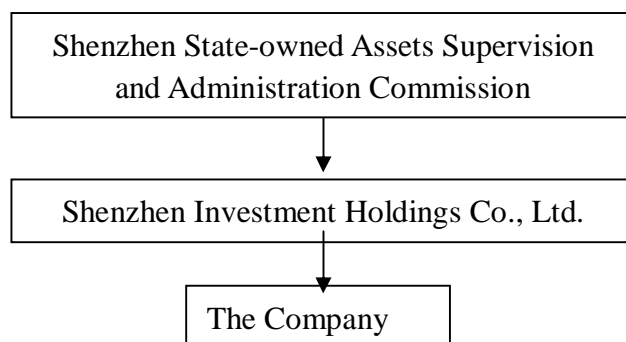 Shenzhen State-owned Assets Supervision
and Administration Commission
Shenzhen Investment Holdings Co., Ltd.
The Company